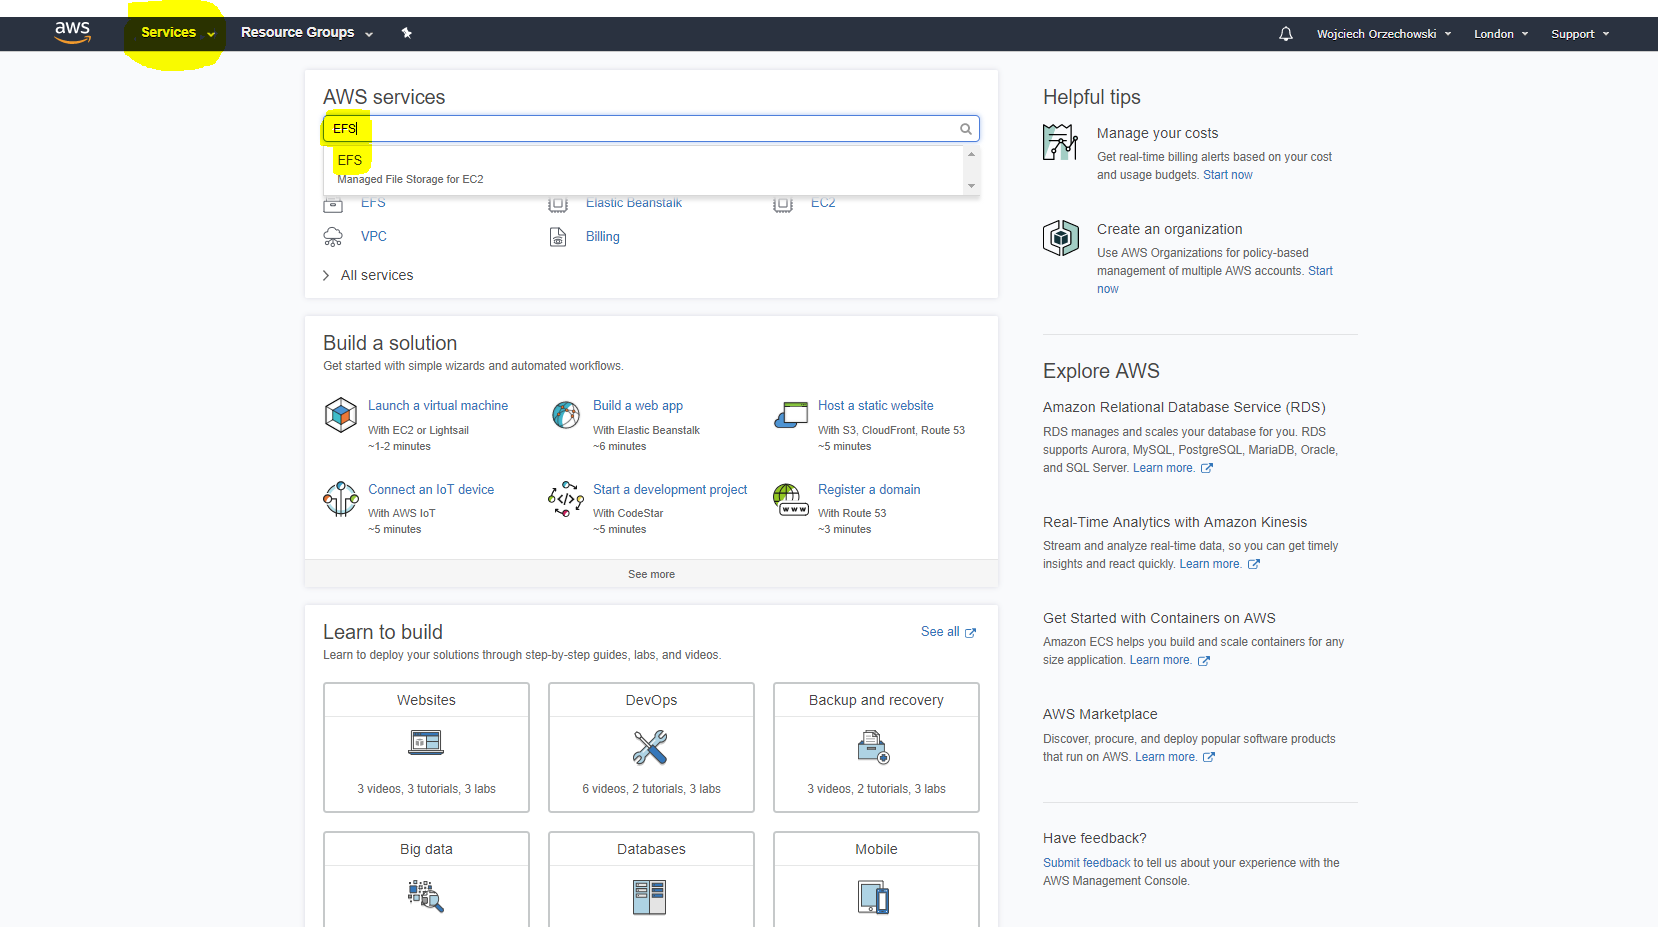 aws
Services
Resource Groups
Wojciech Orzechowski
London
Support
AWS services
EFS
EFS
Managed File Storage for EC2
EFS
Elastic Beanstalk
EC2
VPC
Billing
All services
Build a solution
Get started with simple wizards and automated workflows.
Launch a virtual machine
With EC2 or Lightsail
~1-2 minutes
Build a web app
With Elastic Beanstalk
~6 minutes
Host a static website
With S3, CloudFront, Route 53
~5 minutes
Connect an IoT device
With AWS IoT
~5 minutes
Start a development project
With CodeStar
~5 minutes
Register a domain
With Route 53
~3 minutes
See more
Learn to build
See all
Learn to deploy your solutions through step-by-step guides, labs, and videos.
Websites
3 videos, 3 tutorials, 3 labs
DevOps
6 videos, 2 tutorials, 3 labs
Backup and recovery
3 videos, 2 tutorials, 3 labs
Big data
Databases
Mobile
Helpful tips
Manage your costs
Get real-time billing alerts based on your cost
and usage budgets. Start now
Create an organization
Use AWS Organizations for policy-based
management of multiple AWS accounts. Start
now
Explore AWS
Amazon Relational Database Service (RDS)
RDS manages and scales your database for you. RDS
supports Aurora, MySQL, PostgreSQL, MariaDB, Oracle,
and SQL Server. Learn more.
Real-Time Analytics with Amazon Kinesis
Stream and analyze real-time data, so you can get timely
insights and react quickly. Learn more.
Get Started with Containers on AWS
Amazon ECS helps you build and scale containers for any
size application. Learn more.
AWS Marketplace
Discover, procure, and deploy popular software products
that run on AWS. Learn more.
Have feedback?
Submit feedback to tell us about your experience with the
AWS Management Console.